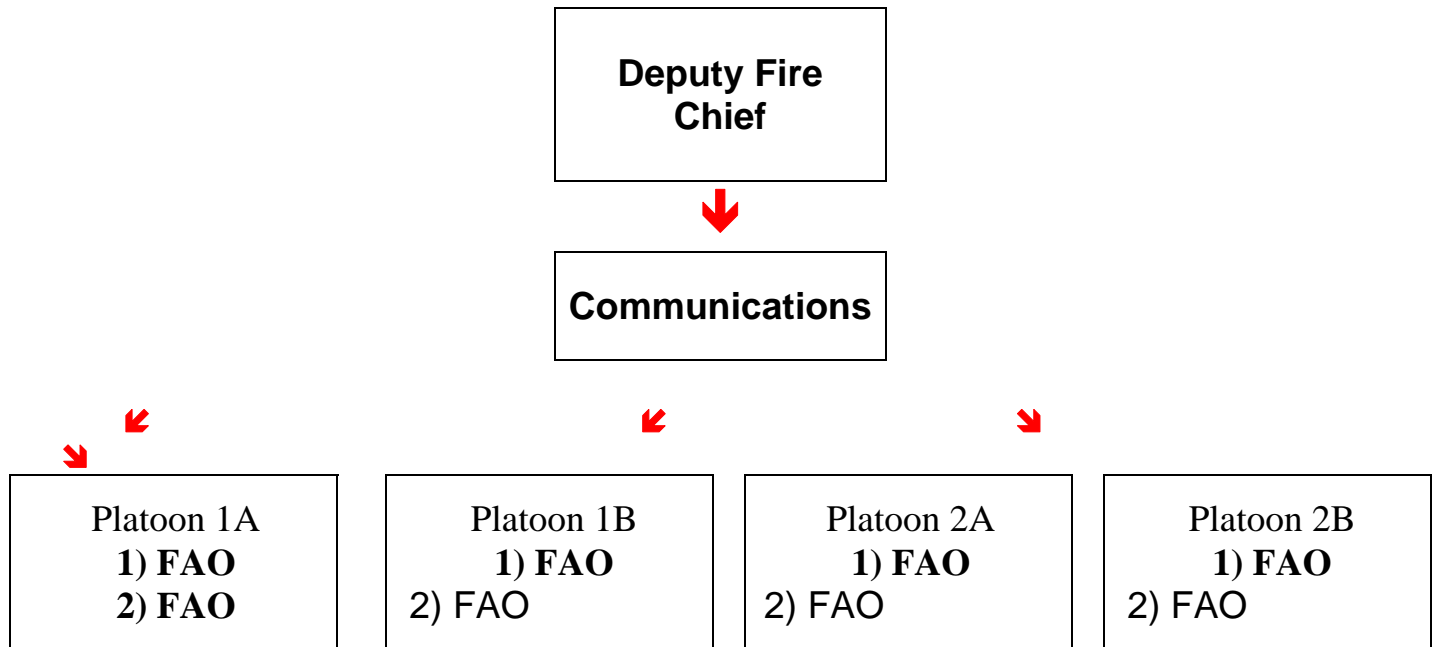 Deputy Fire
Chief
Communications
Platoon 1A
1) FAO
2) FAO
Platoon 1B
1) FAO
2) FAO
Platoon 2A
1) FAO
2) FAO
Platoon 2B
1) FAO
2) FAO